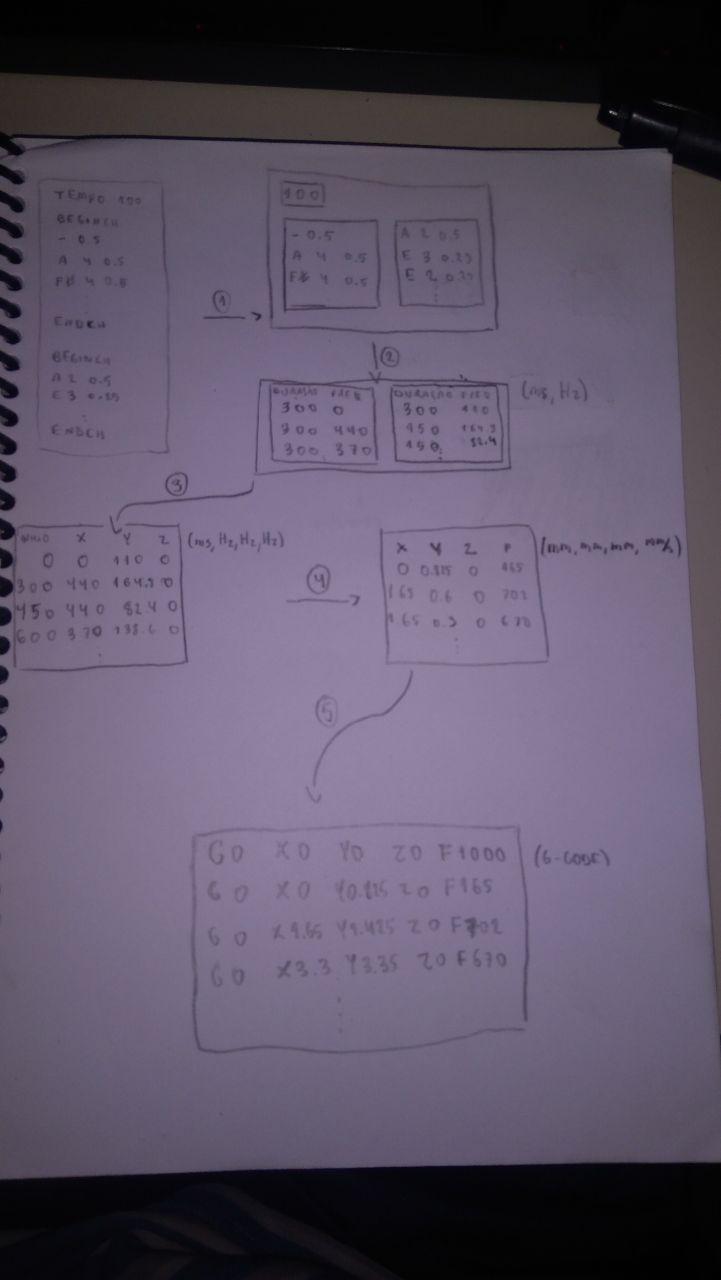 TEMPO 100
BEGINCH
- 0.5
A 4 0.5
F# 4 0.5
⋮
ENDCH
BEGINCH
A 2 0.5
E 3 0.25
⋮
ENDCH
1
100
- 0.5
A 4 0.5
F# 4 0.5
A 2 0.5
E 3 0.25
E 2 0.25
⋮
2
DURAÇÃO FREQ
300 0
300 440
300 370
DURAÇÃO FREQ
300 110
150 164.8
150 82.4
⋮
(ms, Hz)
3
X Y Z
0 0 110 0
300 440 164.8 0
450 440 82.4 0
600 370 138.6 0
⋮
(ms, Hz, Hz, Hz)
4
X Y Z F
0 0.825 0 165
1.65 0.6 0 702
1.65 0.3 0 670
⋮
(mm, mm, mm, mm/s)
5
G0 X0 Y0 Z0 F1000
G0 X0 Y0.825 Z0 F165
G0 X1.65 Y1.425 Z0 F702
G0 X3.3 Y3.35 Z0 F670
⋮
(G-CODE)